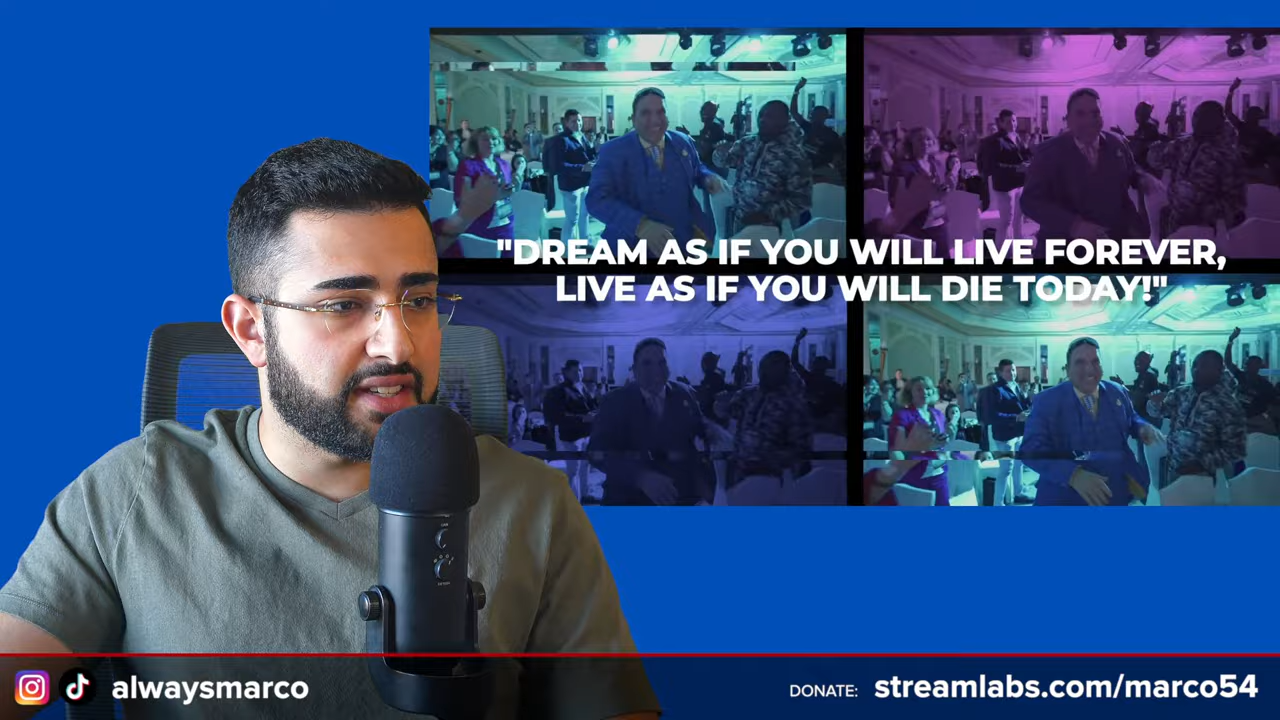 "DREAM AS IF YOU WILL LIVE FOREVER,
LIVE AS IF YOU WILL DIE TODAY!"
alwaysmarco
DONATE: streamlabs.com/marco54